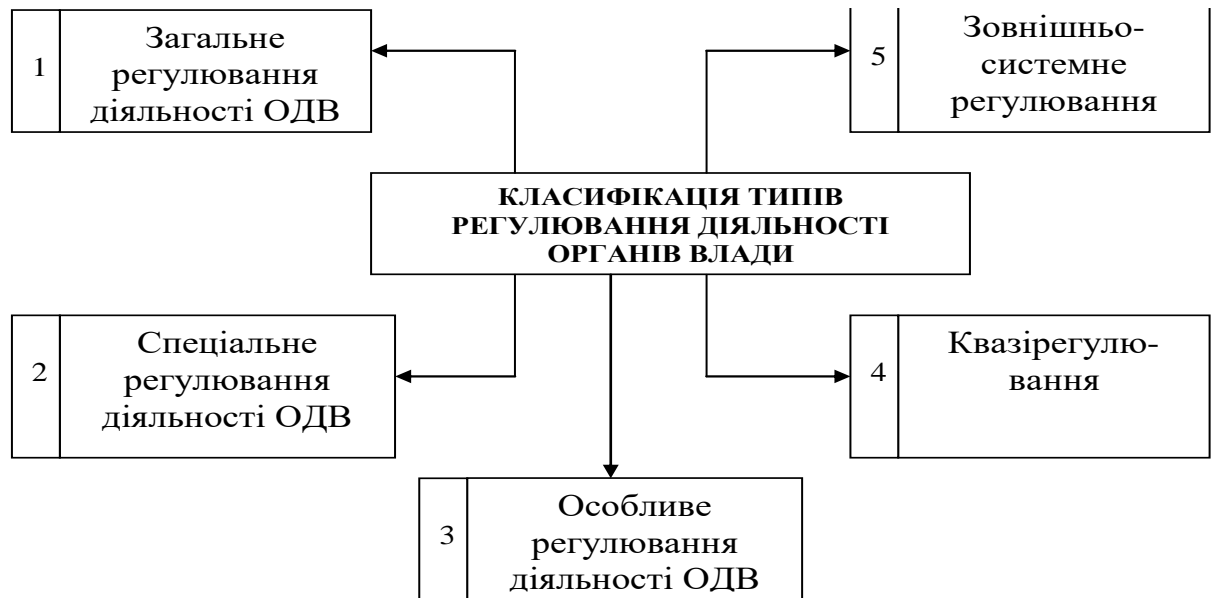 1
Загальне
регулювання
діяльності ОДВ
5
Зовнішньо-
системне
регулювання
КЛАСИФІКАЦІЯ ТИПІВ
РЕГУЛЮВАННЯ ДІЯЛЬНОСТІ
ОРГАНІВ ВЛАДИ
2
Спеціальне
регулювання
діяльності ОДВ
4
Квазірегулю-
вання
3
Особливе
регулювання
діяльності ОДВ